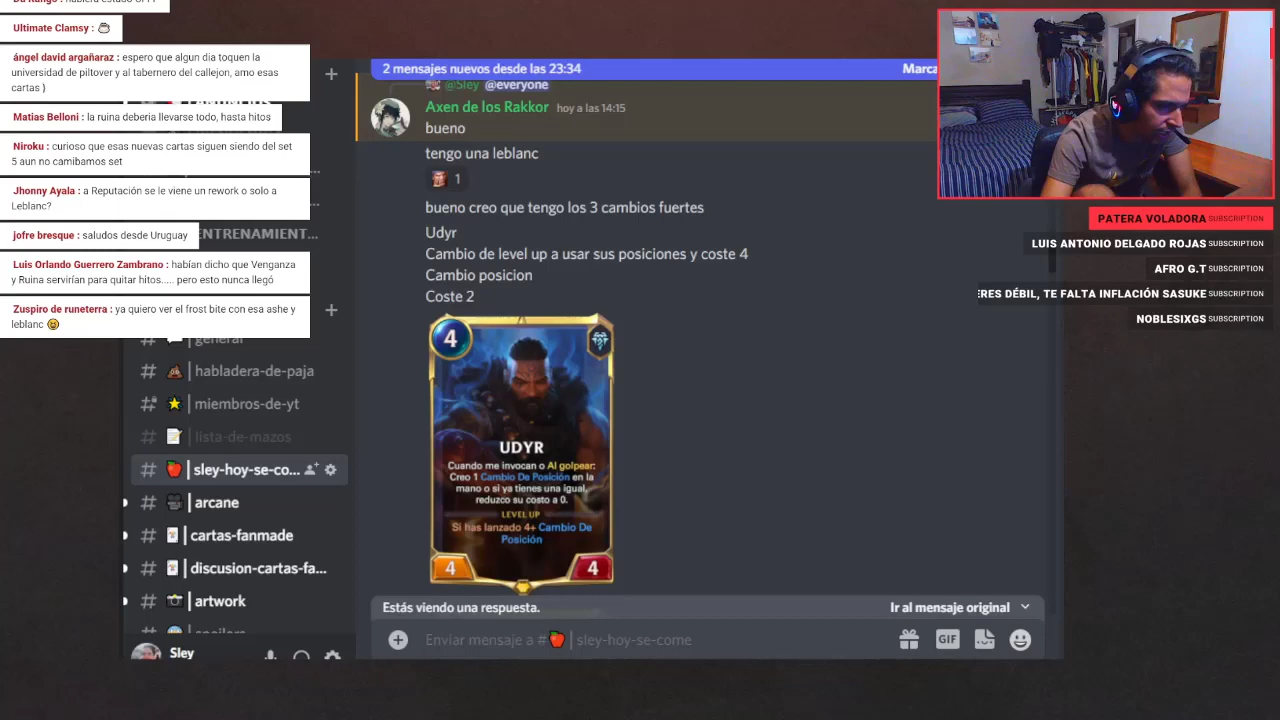 Ultimate Clamsy :
ángel david argañaraz : espero que algun dia toquen la
universidad de piltover y al tabernero del callejon, amo esas
cartas )
Matias Belloni : la ruina deberia llevarse todo, hasta hitos
Niroku : curioso que esas nuevas cartas siguen siendo del set
5 aun no camibamos set
Jhonny Ayala : a Reputación se le viene un rework o solo a
Leblanc?
jofre bresque : saludos desde Uruguay
ENTRENAMIENT...
Luis Orlando Guerrero Zambrano : habían dicho que Venganza
y Ruina servirían para quitar hitos..... pero esto nunca llegó
Zuspiro de runeterra : ya quiero ver el frost bite con esa ashe y
leblanc
general
habladera-de-paja
miembros-de-yt
lista-de-mazos
sley-hoy-se-co...
arcane
cartas-fanmade
discusion-cartas-fa...
artwork
spoilers
Sley
2 mensajes nuevos desde las 23:34
Marca
@Sley @everyone
Axen de los Rakkor hoy a las 14:15
bueno
tengo una leblanc
1
bueno creo que tengo los 3 cambios fuertes
Udyr
Cambio de level up a usar sus posiciones y coste 4
Cambio posicion
Coste 2
4
UDYR
Cuando me invocan o Al golpear:
Creo 1 Cambio De Posición en la
mano o si ya tienes una igual,
reduzco su costo a 0.
LEVEL UP
Si has lanzado 4+ Cambio De
Posición
4
4
Estás viendo una respuesta.
Ir al mensaje original
Enviar mensaje a # | sley-hoy-se-come
GIF
PATERA VOLADORA SUBSCRIPTION
LUIS ANTONIO DELGADO ROJAS SUBSCRIPTION
AFRO G.T SUBSCRIPTION
ERES DÉBIL, TE FALTA INFLACIÓN SASUKE SUBSCRIPTION
NOBLESIXGS SUBSCRIPTION